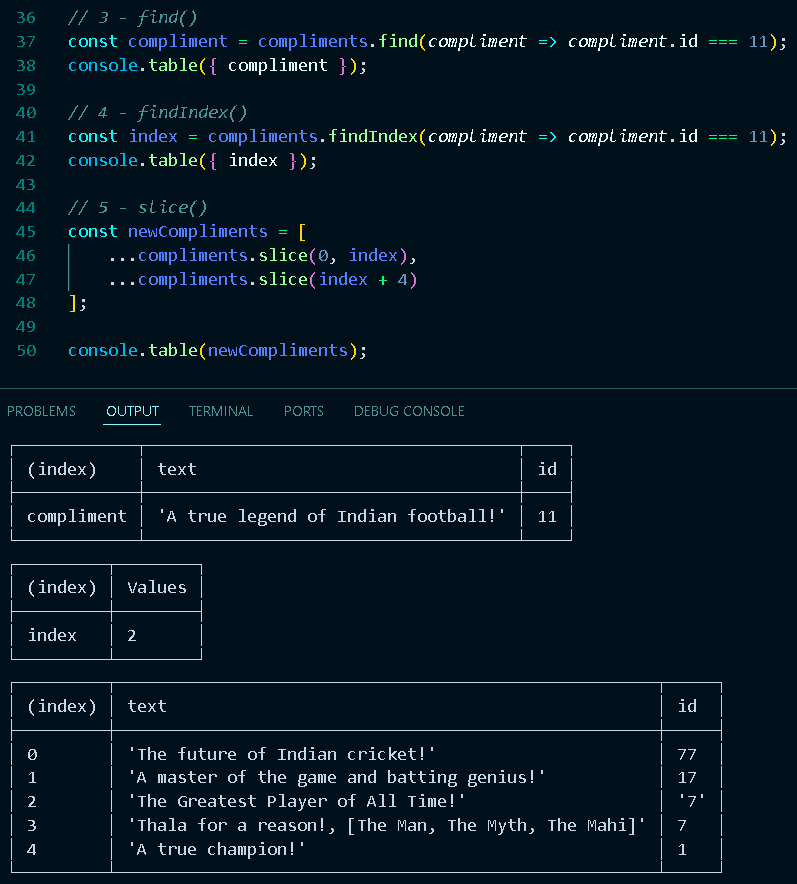 36 // 3 - find()
37 const compliment = compliments.find(compliment => compliment.id === 11);
38 console.table({ compliment });
39
40 // 4 - findIndex()
41 const index = compliments.findIndex(compliment => compliment.id === 11);
42 console.table({ index });
43
44 // 5 - slice()
45 const newCompliments = [
46     ...compliments.slice(0, index),
47     ...compliments.slice(index + 4)
48 ];
49
50 console.table(newCompliments);
PROBLEMS OUTPUT TERMINAL PORTS DEBUG CONSOLE
(index) text id
compliment 'A true legend of Indian football!' 11
(index) Values
index 2
(index) text id
0 'The future of Indian cricket!' 77
1 'A master of the game and batting genius!' 17
2 'The Greatest Player of All Time!' '7'
3 'Thala for a reason!, [The Man, The Myth, The Mahi]' 7
4 'A true champion!' 1